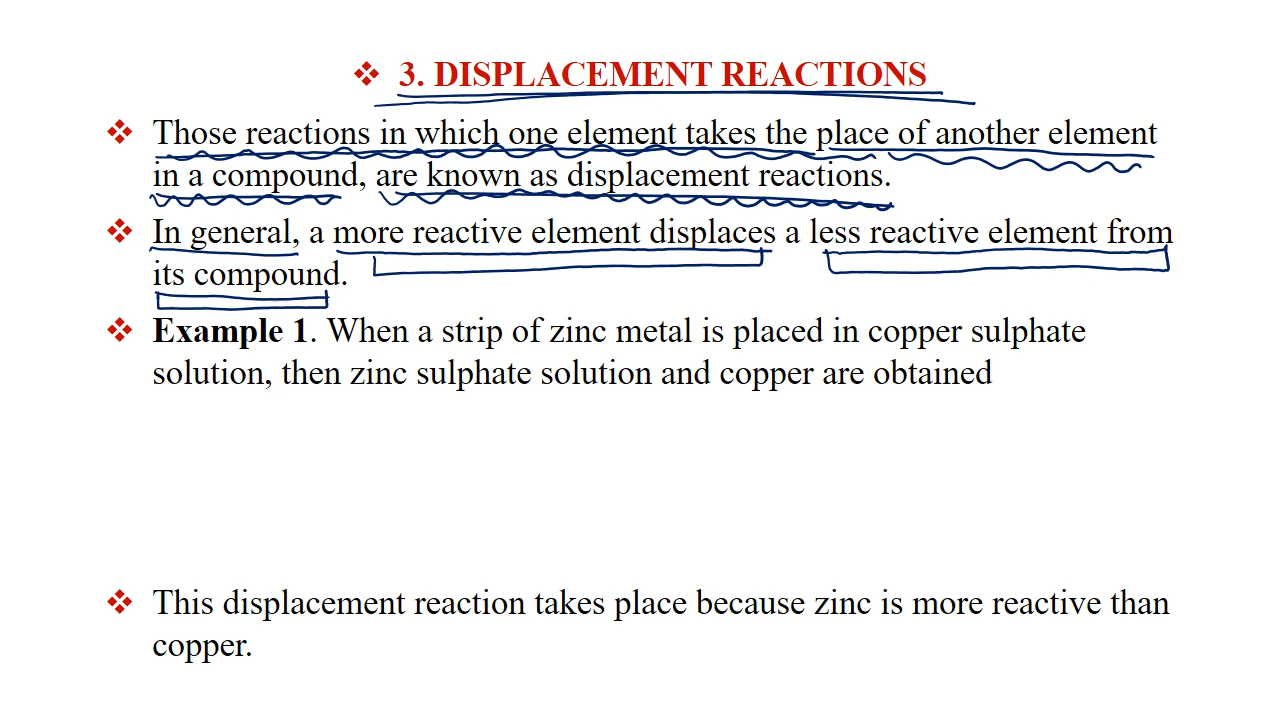 ❖ 3. DISPLACEMENT REACTIONS
❖ Those reactions in which one element takes the place of another element
in a compound, are known as displacement reactions.
❖ In general, a more reactive element displaces a less reactive element from
its compound.
❖ Example 1. When a strip of zinc metal is placed in copper sulphate
solution, then zinc sulphate solution and copper are obtained
❖ This displacement reaction takes place because zinc is more reactive than
copper.